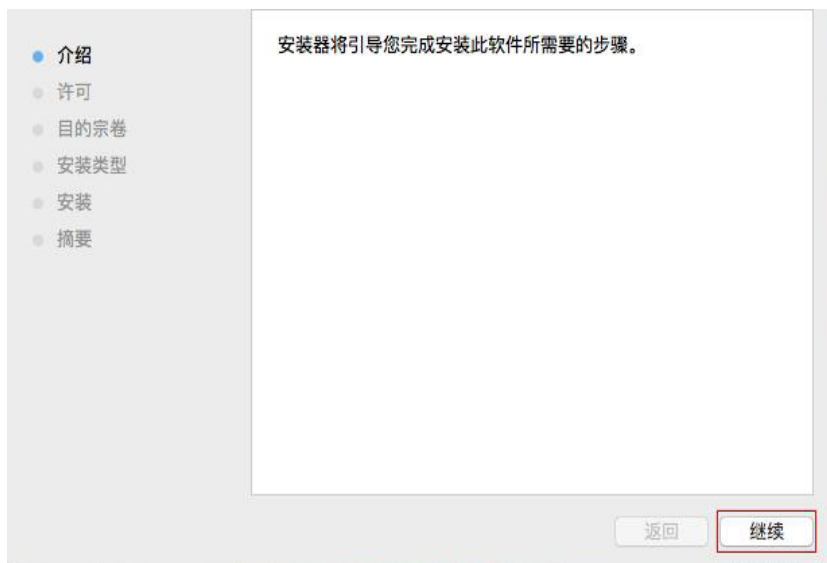 介绍
许可
目的宗卷
安装类型
安装
摘要
安装器将引导您完成安装此软件所需要的步骤。
返回
继续